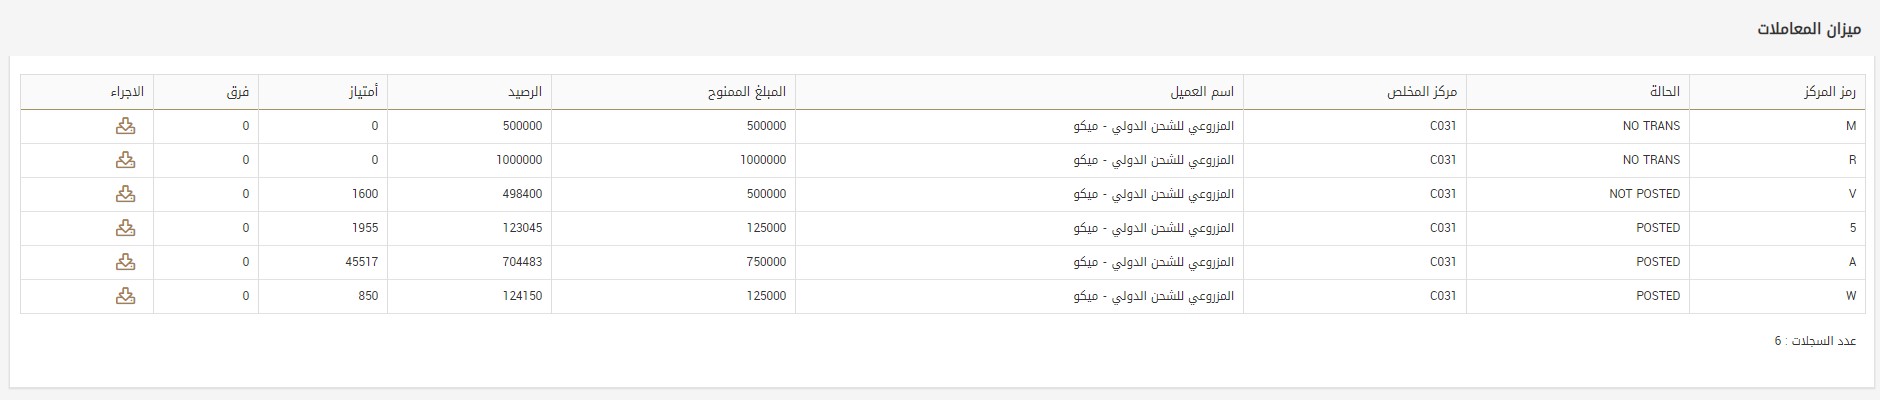 ميزان المعاملات
رمز المركز الحالة مركز المخلص اسم العميل المبلغ الممنوح الرصيد أمتياز فرق الاجراء
M NO TRANS C031 المزروعي للشحن الدولي - ميكو 500000 500000 0 0
R NO TRANS C031 المزروعي للشحن الدولي - ميكو 1000000 1000000 0 0
V NOT POSTED C031 المزروعي للشحن الدولي - ميكو 500000 498400 1600 0
5 POSTED C031 المزروعي للشحن الدولي - ميكو 125000 123045 1955 0
A POSTED C031 المزروعي للشحن الدولي - ميكو 750000 704483 45517 0
W POSTED C031 المزروعي للشحن الدولي - ميكو 125000 124150 850 0
عدد السجلات : 6